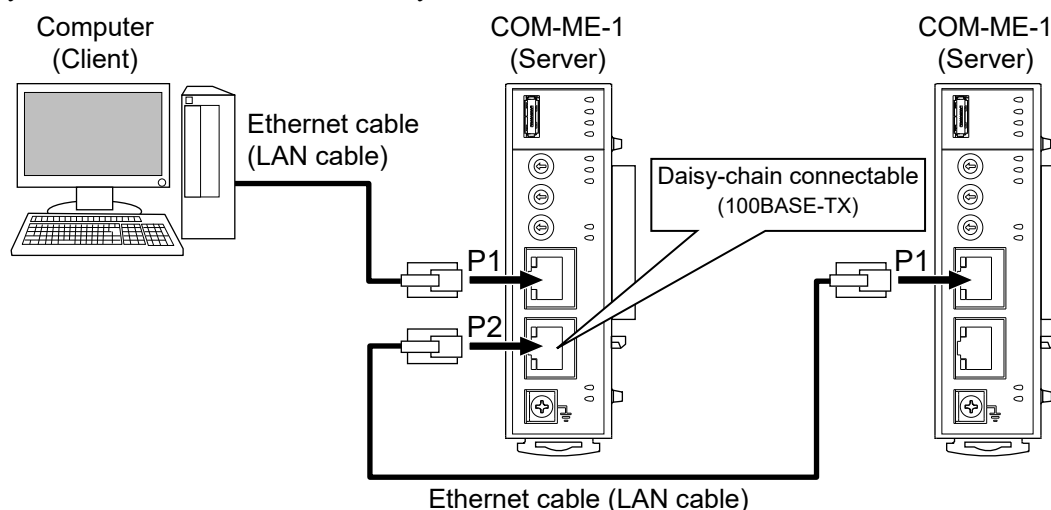 Computer
(Client)
COM-ME-1
(Server)
COM-ME-1
(Server)
Ethernet cable
(LAN cable)
Daisy-chain connectable
(100BASE-TX)
P1
P1
P2
Ethernet cable (LAN cable)